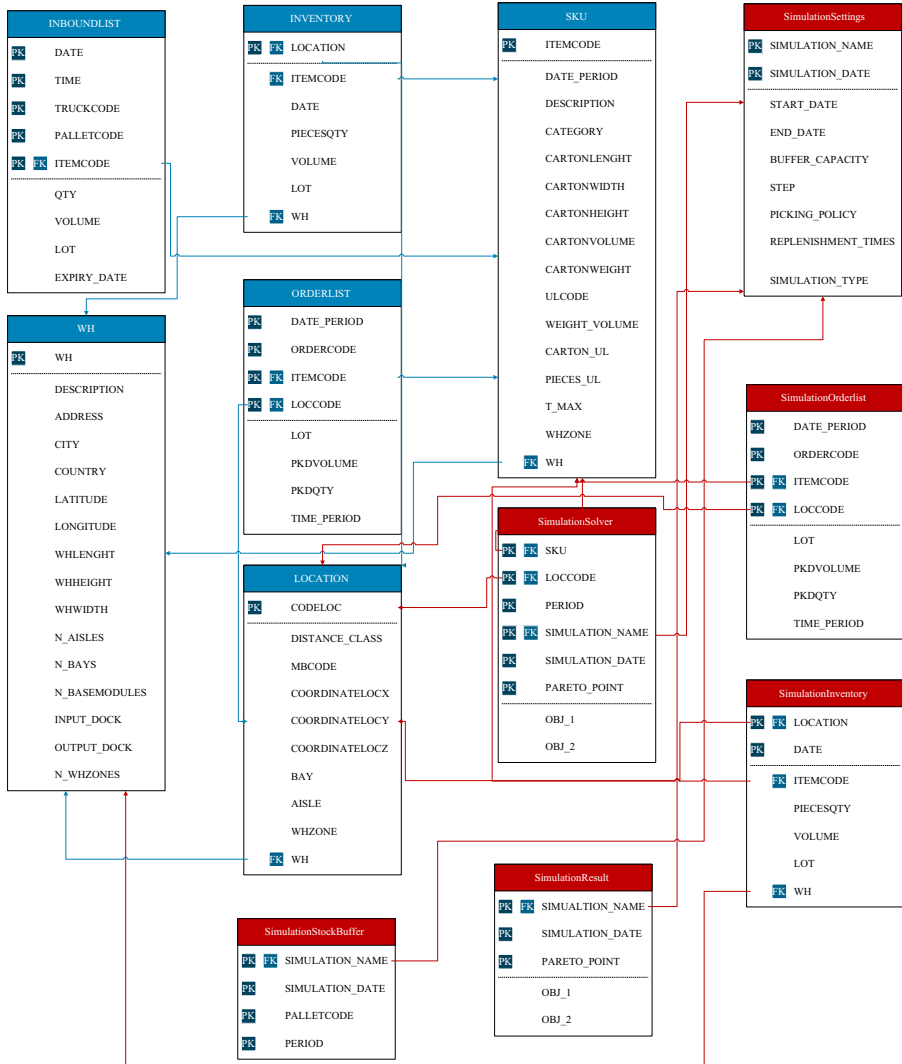 INBOUNDLIST
PK DATE
PK TIME
PK TRUCKCODE
PK PALLETCODE
PK FK ITEMCODE
QTY
VOLUME
LOT
EXPIRY_DATE
WH
PK WH
DESCRIPTION
ADDRESS
CITY
COUNTRY
LATITUDE
LONGITUDE
WHLENGHT
WHHEIGHT
WHWIDTH
N_AISLES
N_BAYS
N_BASEMODULES
INPUT_DOCK
OUTPUT_DOCK
N_WHZONES
INVENTORY
PK FK LOCATION
FK ITEMCODE
DATE
PIECESQTY
VOLUME
LOT
FK WH
ORDERLIST
PK DATE_PERIOD
PK ORDERCODE
PK FK ITEMCODE
PK FK LOCCODE
LOT
PKDVOLUME
PKDQTY
TIME_PERIOD
LOCATION
PK CODELOC
DISTANCE_CLASS
MBCODE
COORDINATELOCX
COORDINATELOCY
COORDINATELOCZ
BAY
AISLE
WHZONE
FK WH
SimulationStockBuffer
PK FK SIMULATION_NAME
PK SIMULATION_DATE
PK PALLETCODE
PK PERIOD
SKU
PK ITEMCODE
DATE_PERIOD
DESCRIPTION
CATEGORY
CARTONLENGHT
CARTONWIDTH
CARTONHEIGHT
CARTONVOLUME
CARTONWEIGHT
ULCODE
WEIGHT_VOLUME
CARTON_UL
PIECES_UL
T_MAX
WHZONE
FK WH
SimulationSolver
PK FK SKU
PK FK LOCCODE
PK PERIOD
PK FK SIMULATION_NAME
PK SIMULATION_DATE
PK PARETO_POINT
OBJ_1
OBJ_2
SimulationResult
PK FK SIMUALTION_NAME
PK SIMULATION_DATE
PK PARETO_POINT
OBJ_1
OBJ_2
SimulationSettings
PK SIMULATION_NAME
PK SIMULATION_DATE
START_DATE
END_DATE
BUFFER_CAPACITY
STEP
PICKING_POLICY
REPLENISHMENT_TIMES
SIMULATION_TYPE
SimulationOrderlist
PK DATE_PERIOD
PK ORDERCODE
PK FK ITEMCODE
PK FK LOCCODE
LOT
PKDVOLUME
PKDQTY
TIME_PERIOD
SimulationInventory
PK FK LOCATION
PK DATE
FK ITEMCODE
PIECESQTY
VOLUME
LOT
FK WH